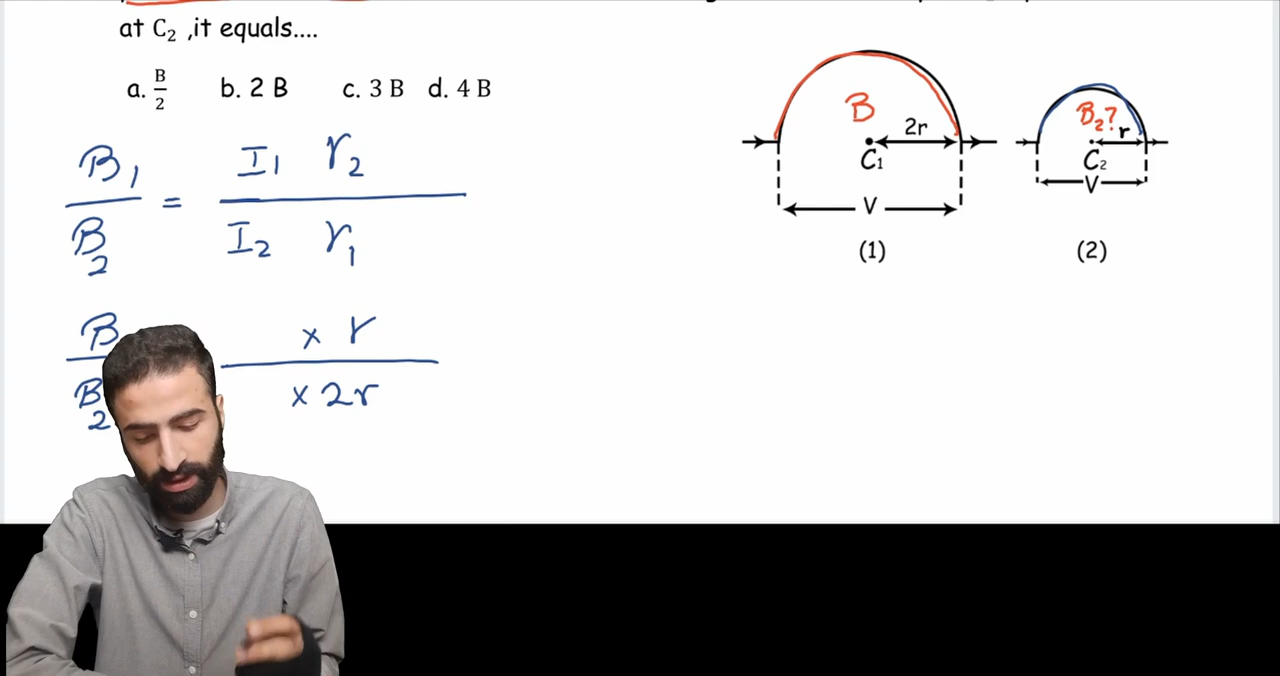 at C₂ ,it equals....
a. B/2 b. 2 B c. 3 B d. 4 B
B₁/B₂ = I₁ r₂ / I₂ r₁
B/B₂ × r / × 2r
B
2r
C₁
V
(1)
B₂?
r
C₂
V
(2)